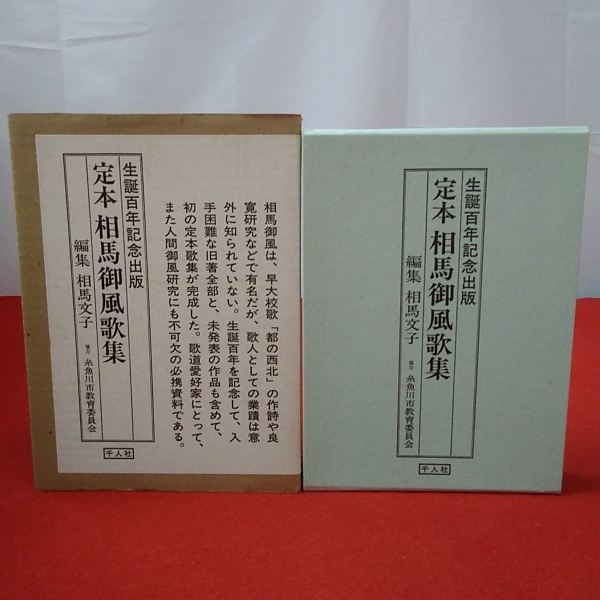 生誕百年記念出版
定本 相馬御風歌集
編集 相馬文子
協力 糸魚川市教育委員会
千人社
相馬御風は、早大校歌「都の西北」の作詩や良
寛研究などで有名だが、歌人としての業蹟は意
外に知られていない。生誕百年を記念して、入
手困難な旧著全部と、未発表の作品も含めて、
初の定本歌集が完成した。歌道愛好家にとって、
また人間御風研究にも不可欠の必携資料である。
生誕百年記念出版
定本 相馬御風歌集
編集 相馬文子
協力 糸魚川市教育委員会
千人社